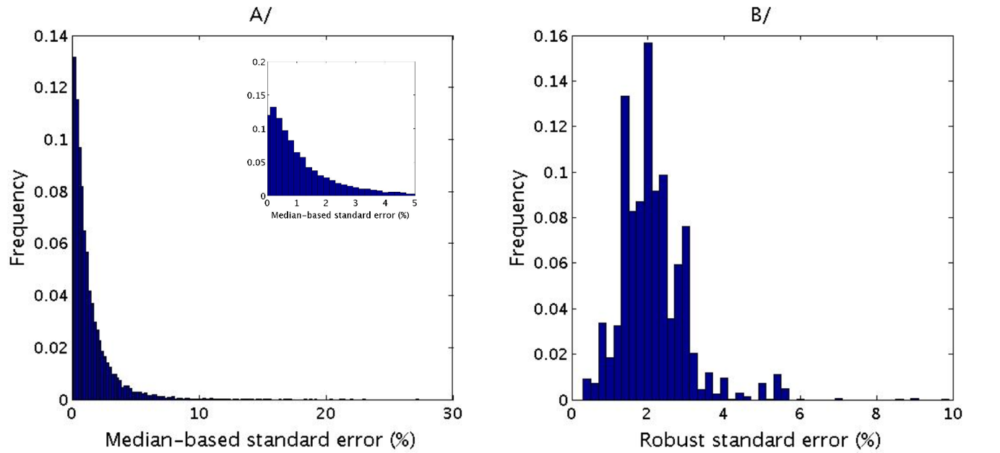 A/
0.14
0.12
0.1
0.08
0.06
0.04
0.02
0
Frequency
0 10 20 30
Median-based standard error (%)
0.2
0.15
0.1
0.05
0
0 1 2 3 4 5
Median-based standard error (%)
B/
0.16
0.14
0.12
0.1
0.08
0.06
0.04
0.02
0
Frequency
0 2 4 6 8 10
Robust standard error (%)